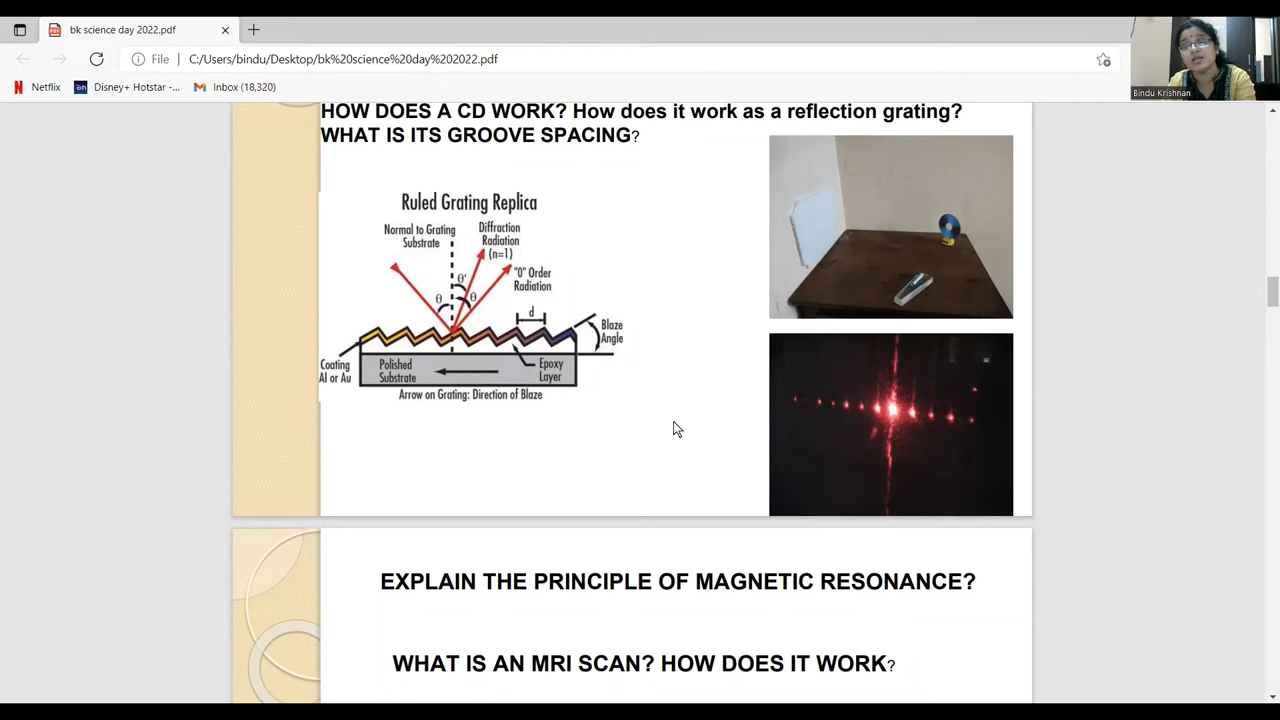 bk science day 2022.pdf
File
C:/Users/bindu/Desktop/bk%20science%20day%202022.pdf
Netflix
Disney+ Hotstar -...
Inbox (18,320)
Bindu Krishnan
HOW DOES A CD WORK? How does it work as a reflection grating?
WHAT IS ITS GROOVE SPACING?
Ruled Grating Replica
Normal to Grating
Substrate
Diffraction
Radiation
(n=1)
"0" Order
Radiation
θ
θ'
θ
d
Blaze
Angle
Coating
Al or Au
Polished
Substrate
Epoxy
Layer
Arrow on Grating: Direction of Blaze
EXPLAIN THE PRINCIPLE OF MAGNETIC RESONANCE?
WHAT IS AN MRI SCAN? HOW DOES IT WORK?